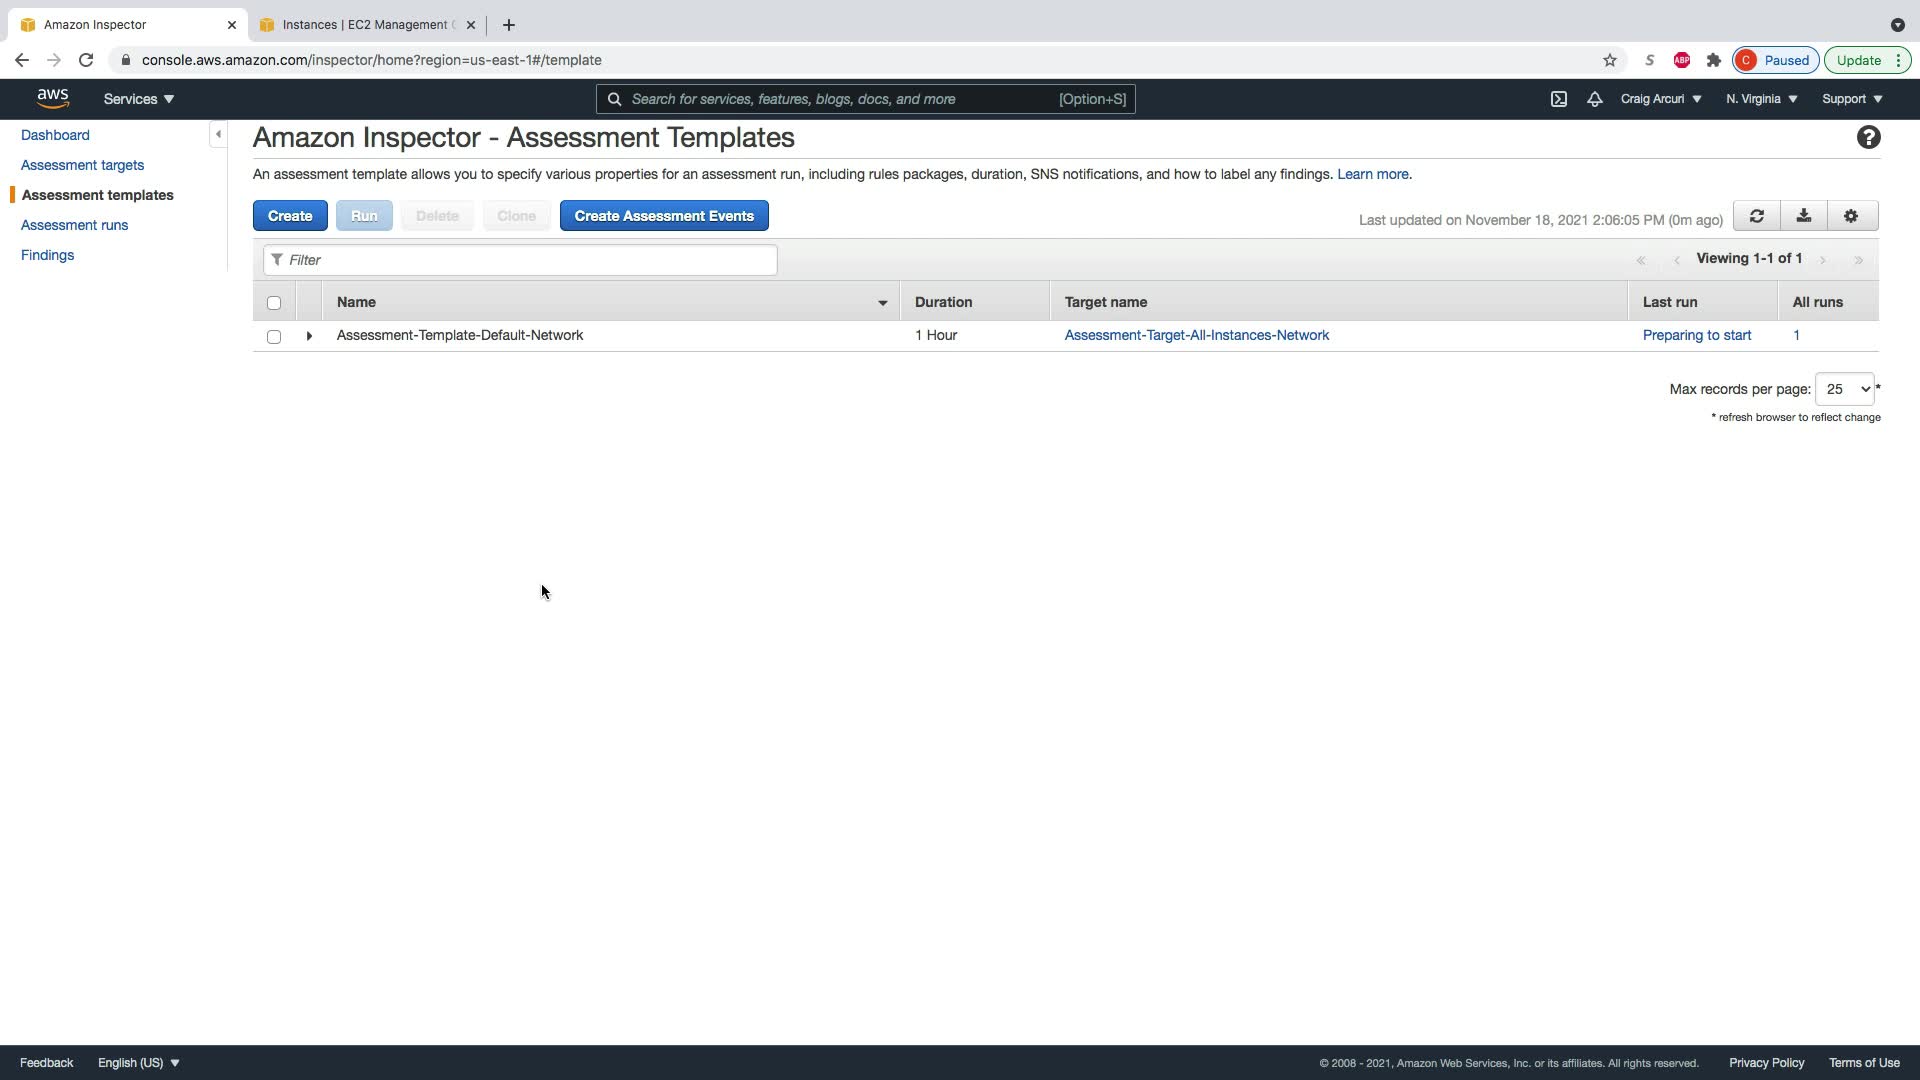 Amazon Inspector
Instances | EC2 Management
console.aws.amazon.com/inspector/home?region=us-east-1#/template
S
ABP
C Paused
Update
aws
Services
Search for services, features, blogs, docs, and more [Option+S]
Craig Arcuri
N. Virginia
Support
Dashboard
Assessment targets
Assessment templates
Assessment runs
Findings
Amazon Inspector - Assessment Templates
?
An assessment template allows you to specify various properties for an assessment run, including rules packages, duration, SNS notifications, and how to label any findings. Learn more.
Create Run Delete Clone Create Assessment Events
Last updated on November 18, 2021 2:06:05 PM (0m ago)
Filter
« ‹ Viewing 1-1 of 1 › »
Name Duration Target name Last run All runs
Assessment-Template-Default-Network 1 Hour Assessment-Target-All-Instances-Network Preparing to start 1
Max records per page: 25 *
* refresh browser to reflect change
Feedback English (US)
© 2008 - 2021, Amazon Web Services, Inc. or its affiliates. All rights reserved. Privacy Policy Terms of Use